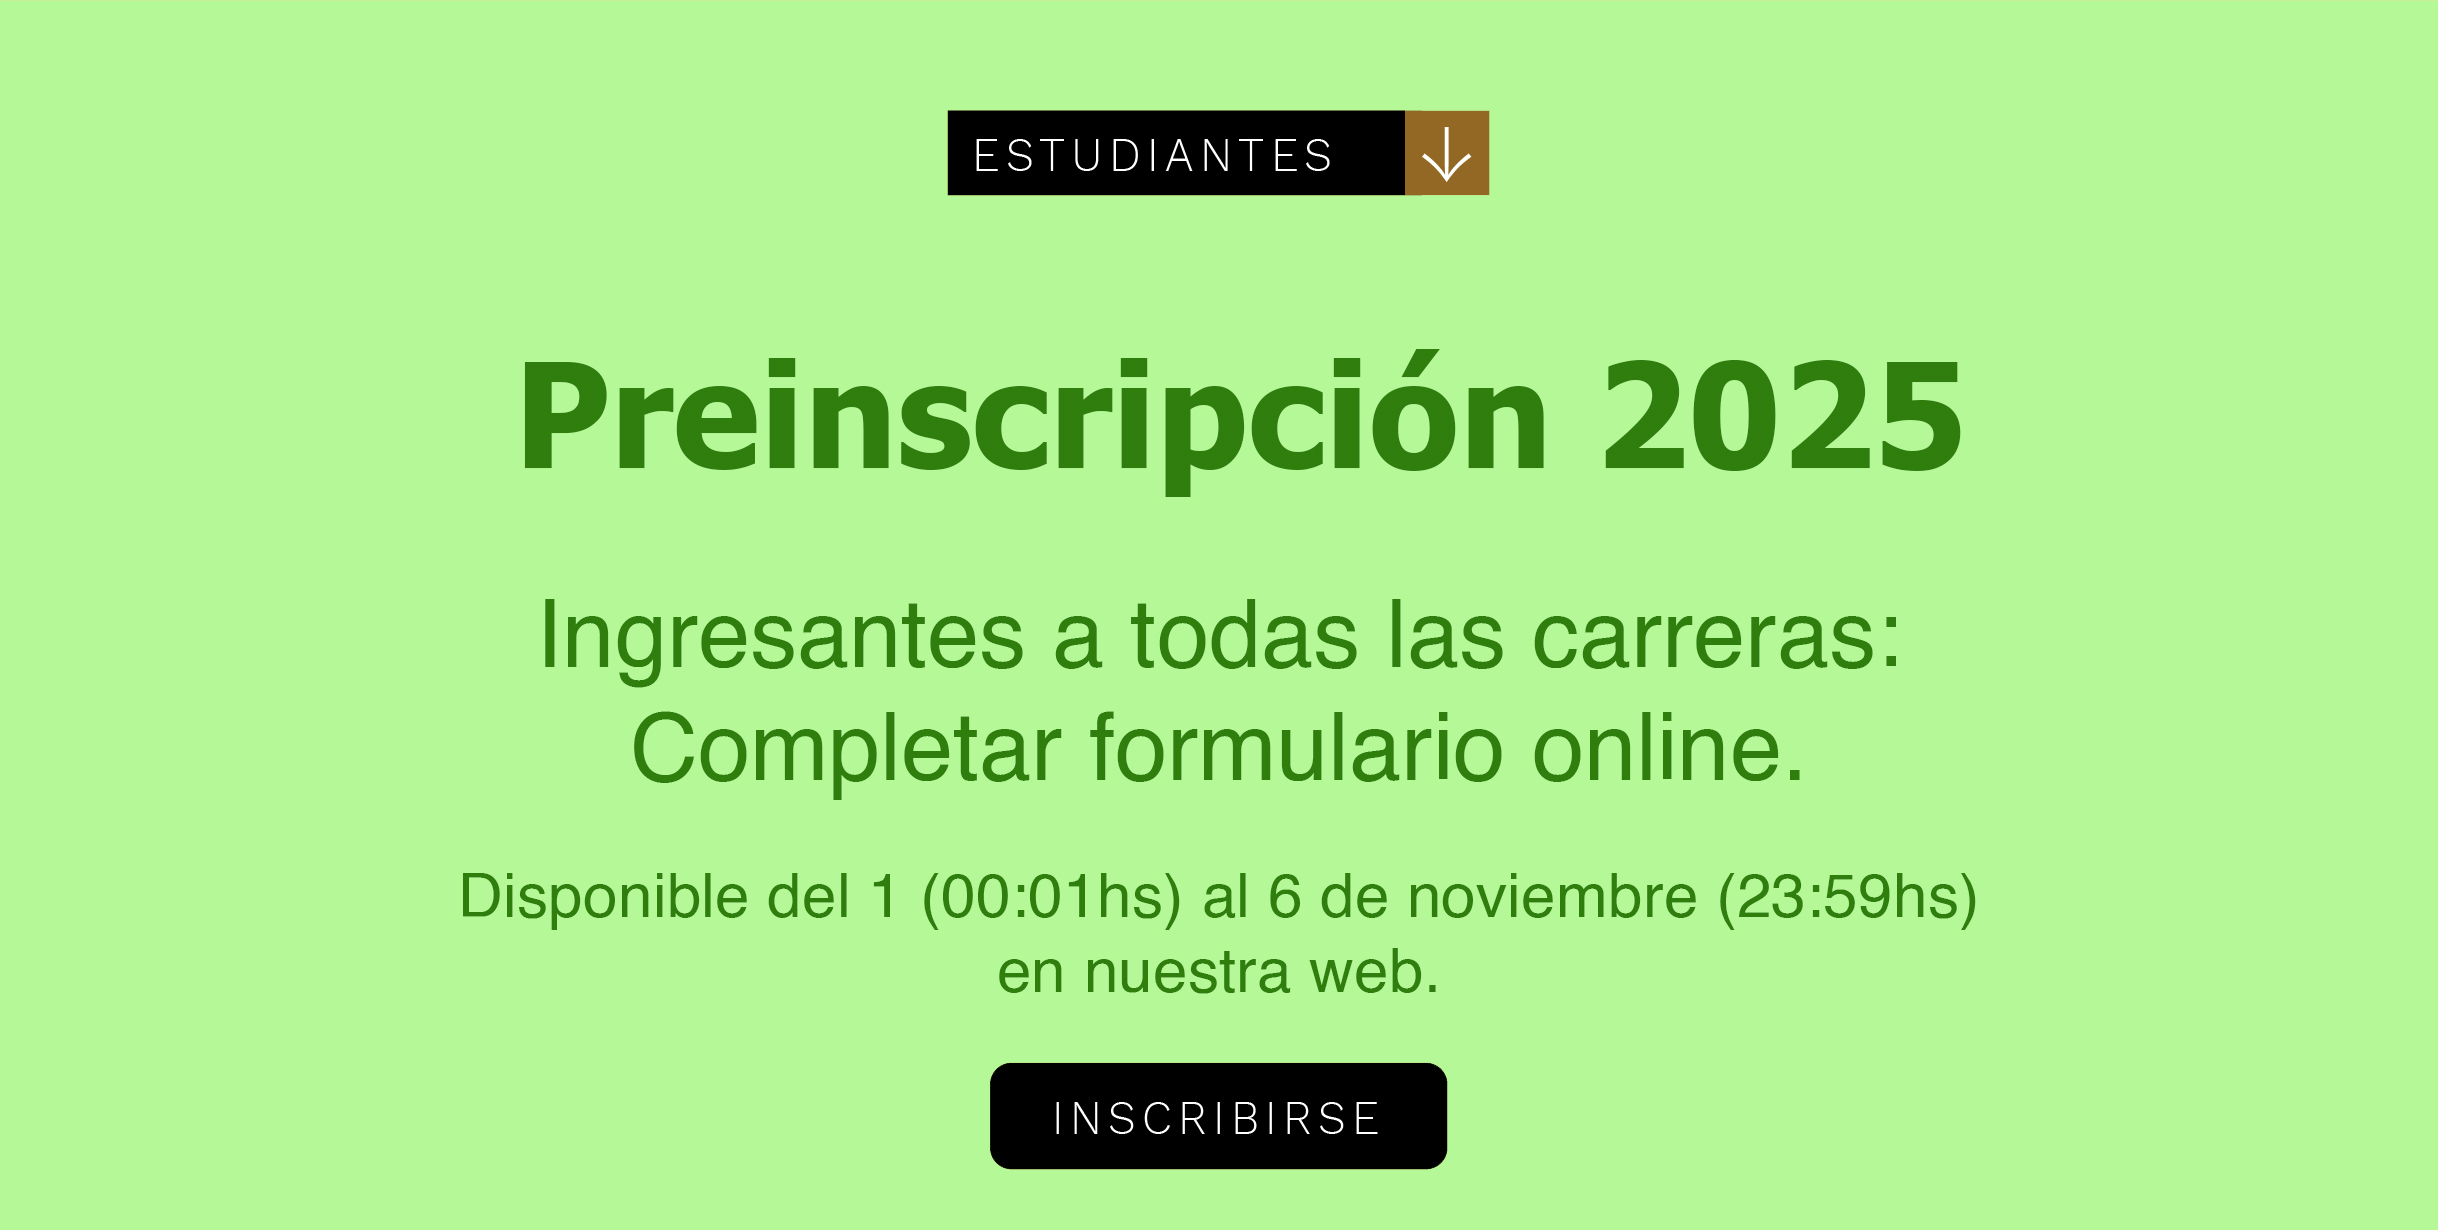 ESTUDIANTES
Preinscripción 2025
Ingresantes a todas las carreras:
Completar formulario online.
Disponible del 1 (00:01hs) al 6 de noviembre (23:59hs)
en nuestra web.
INSCRIBIRSE